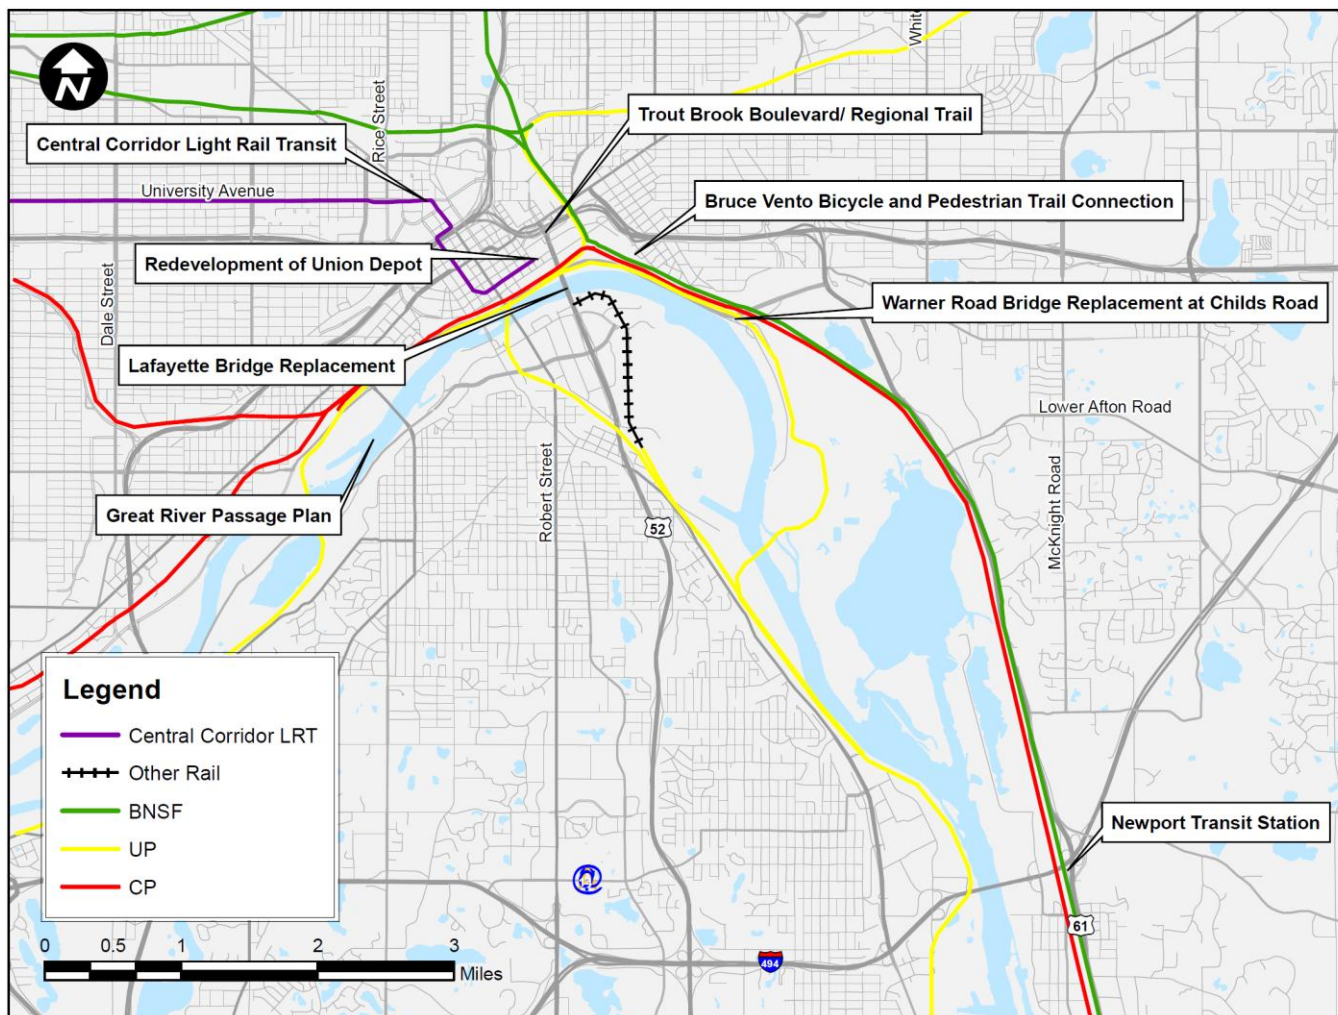 White
N
Rice Street
Trout Brook Boulevard/ Regional Trail
Central Corridor Light Rail Transit
University Avenue
Bruce Vento Bicycle and Pedestrian Trail Connection
Redevelopment of Union Depot
Dale Street
Warner Road Bridge Replacement at Childs Road
Lafayette Bridge Replacement
Lower Afton Road
Robert Street
McKnight Road
Great River Passage Plan
52
Legend
Central Corridor LRT
Other Rail
BNSF
UP
CP
Newport Transit Station
61
494
0 0.5 1 2 3
Miles